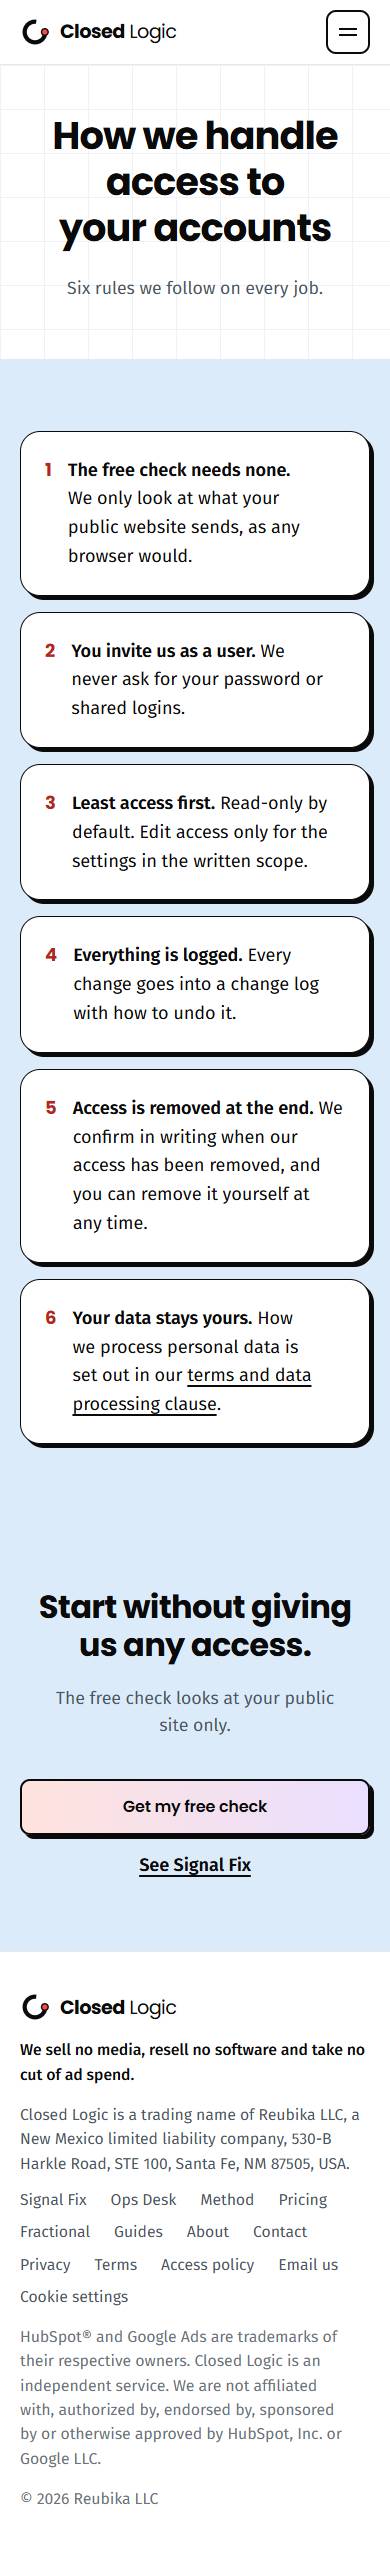 Closed Logic
How we handle
access to
your accounts
Six rules we follow on every job.
1 The free check needs none.
We only look at what your
public website sends, as any
browser would.
2 You invite us as a user. We
never ask for your password or
shared logins.
3 Least access first. Read-only by
default. Edit access only for the
settings in the written scope.
4 Everything is logged. Every
change goes into a change log
with how to undo it.
5 Access is removed at the end. We
confirm in writing when our
access has been removed, and
you can remove it yourself at
any time.
6 Your data stays yours. How
we process personal data is
set out in our terms and data
processing clause.
Start without giving
us any access.
The free check looks at your public
site only.
Get my free check
See Signal Fix
Closed Logic
We sell no media, resell no software and take no
cut of ad spend.
Closed Logic is a trading name of Reubika LLC, a
New Mexico limited liability company, 530-B
Harkle Road, STE 100, Santa Fe, NM 87505, USA.
Signal Fix Ops Desk Method Pricing
Fractional Guides About Contact
Privacy Terms Access policy Email us
Cookie settings
HubSpot® and Google Ads are trademarks of
their respective owners. Closed Logic is an
independent service. We are not affiliated
with, authorized by, endorsed by, sponsored
by or otherwise approved by HubSpot, Inc. or
Google LLC.
© 2026 Reubika LLC